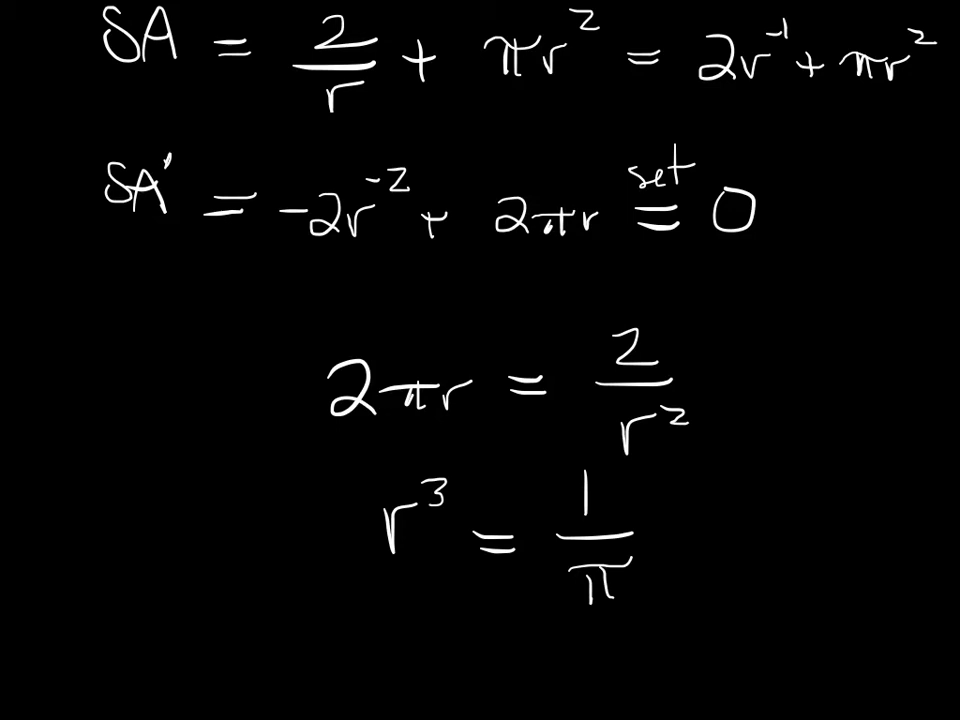 SA = 2/r + πr² = 2r⁻¹ + πr²
SA' = -2r⁻² + 2πr set = 0
2πr = 2/r²
r³ = 1/π